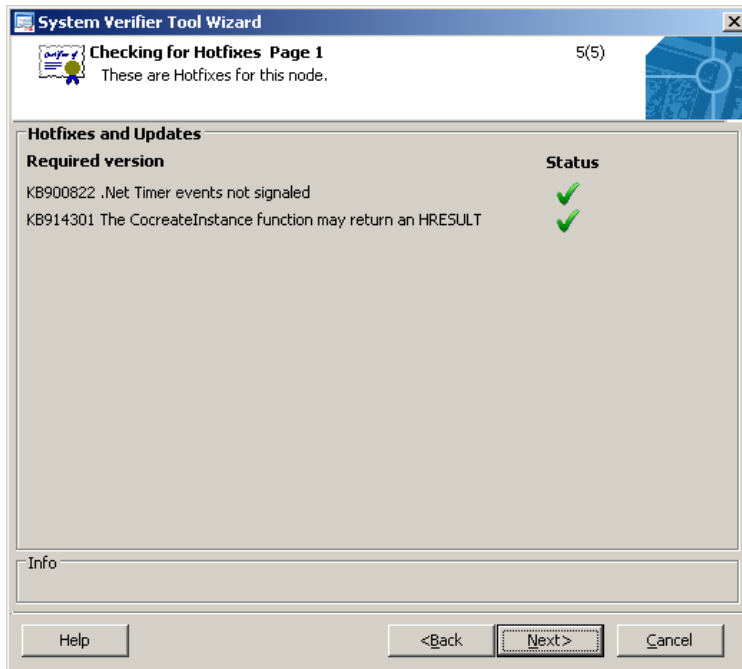 System Verifier Tool Wizard
Checking for Hotfixes Page 1 5(5)
These are Hotfixes for this node.
Hotfixes and Updates
Required version Status
KB900822 .Net Timer events not signaled
KB914301 The CocreateInstance function may return an HRESULT
Info
Help <Back Next> Cancel